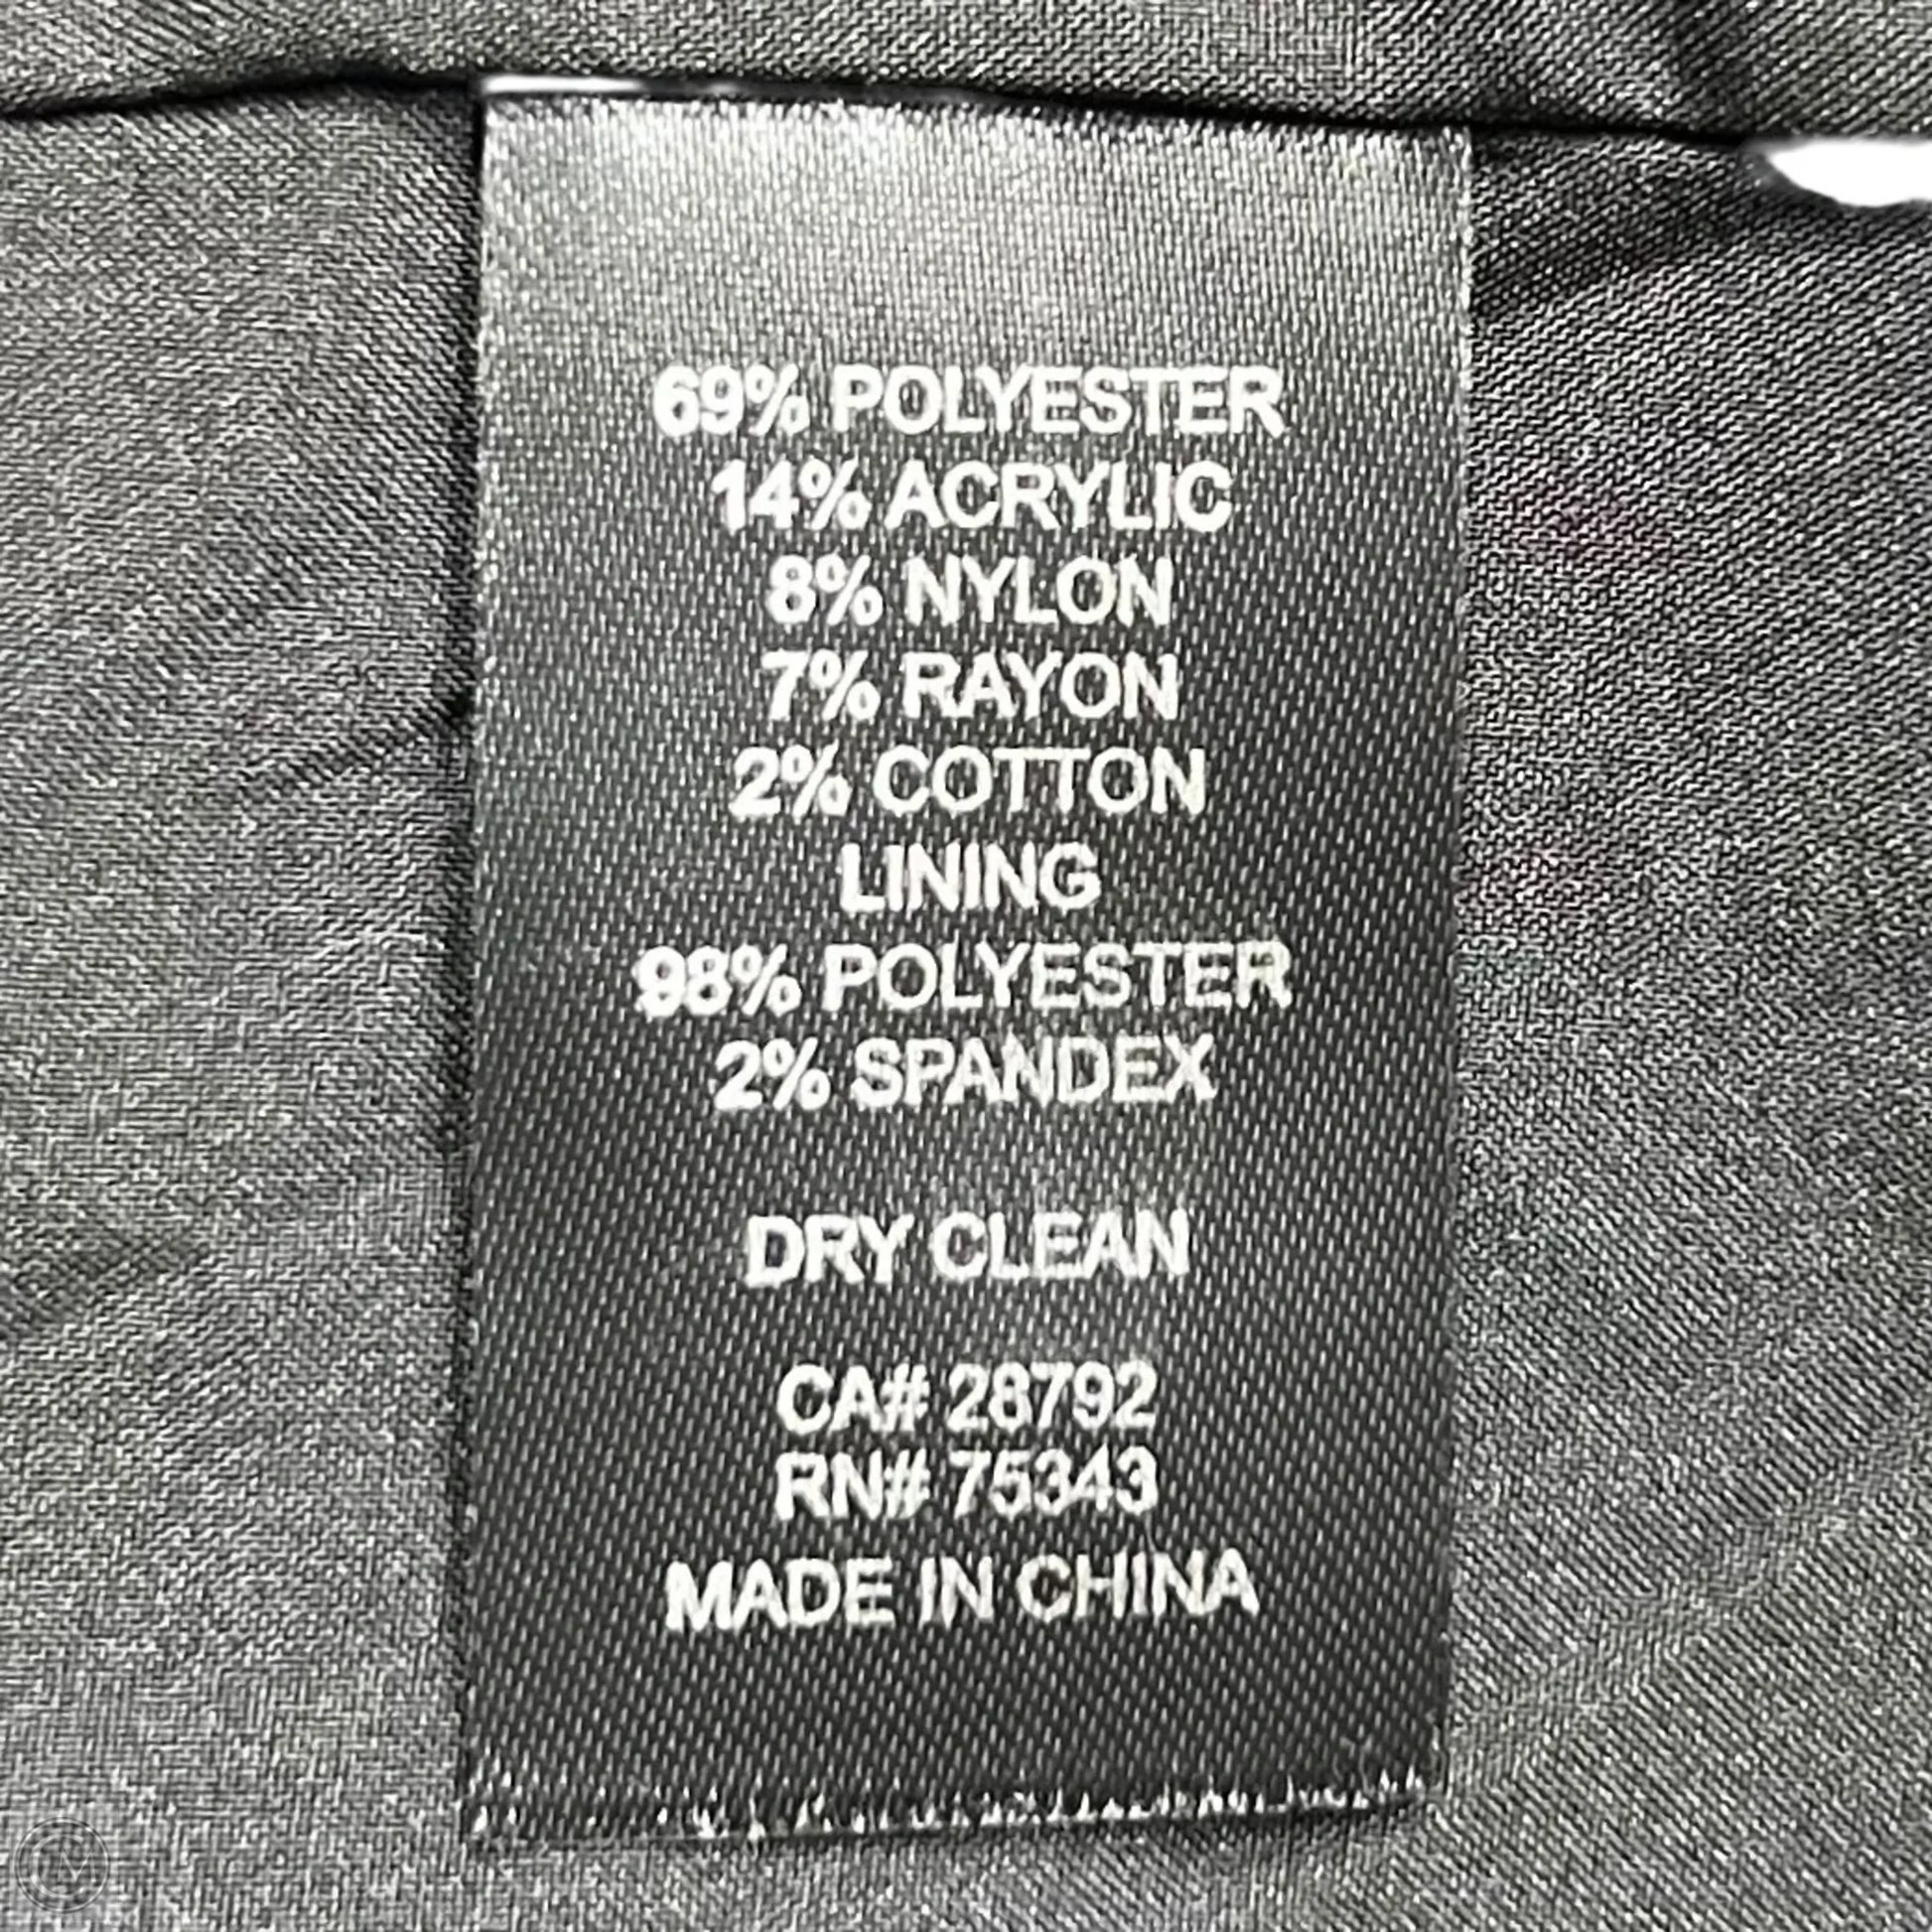 69% POLYESTER
14% ACRYLIC
8% NYLON
7% RAYON
2% COTTON
LINING
98% POLYESTER
2% SPANDEX
DRY CLEAN
CA# 28792
RN# 75343
MADE IN CHINA